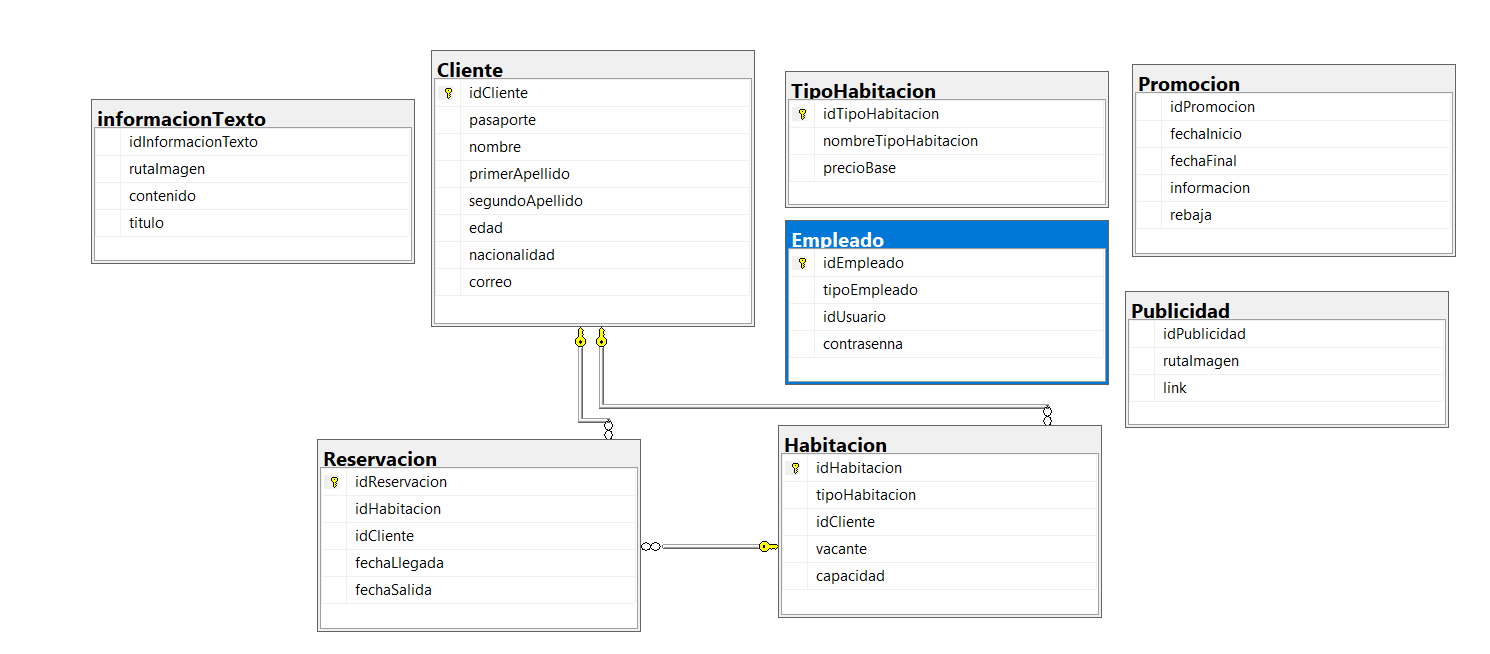 informacionTexto
idInformacionTexto
rutaImagen
contenido
titulo
Cliente
idCliente
pasaporte
nombre
primerApellido
segundoApellido
edad
nacionalidad
correo
TipoHabitacion
idTipoHabitacion
nombreTipoHabitacion
precioBase
Promocion
idPromocion
fechaInicio
fechaFinal
informacion
rebaja
Empleado
idEmpleado
tipoEmpleado
idUsuario
contrasenna
Publicidad
idPublicidad
rutaImagen
link
Reservacion
idReservacion
idHabitacion
idCliente
fechaLlegada
fechaSalida
Habitacion
idHabitacion
tipoHabitacion
idCliente
vacante
capacidad